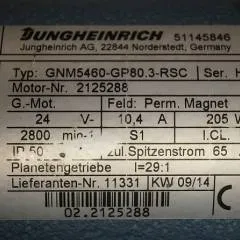 JUNGHEINRICH 51145846
Jungheinrich AG, 22844 Norderstedt, Germany
Typ: GNM5460-GP80.3-RSC Ser. H
Motor-Nr. 2125288
G.-Mot. Feld: Perm. Magnet
24 V- 10,4 A 205 W
2800 min-1 S1 I.CL.
IP 50 zul.Spitzenstrom 65
Planetengetriebe I=29:1
Lieferanten-Nr. 11331 KW 09/14
02.2125288